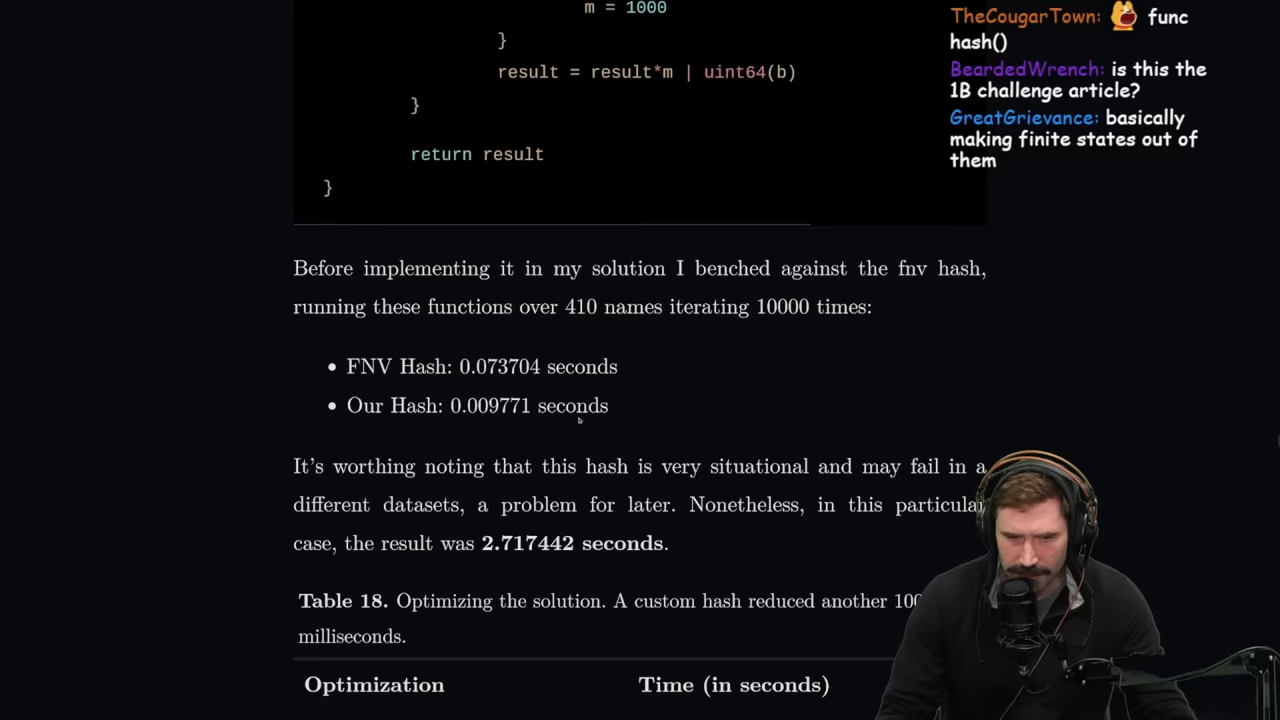 m = 1000
}
result = result*m | uint64(b)
}
return result
}
TheCougarTown: func
hash()
BeardedWrench: is this the
1B challenge article?
GreatGrievance: basically
making finite states out of
them
Before implementing it in my solution I benched against the fnv hash,
running these functions over 410 names iterating 10000 times:
• FNV Hash: 0.073704 seconds
• Our Hash: 0.009771 seconds
It's worthing noting that this hash is very situational and may fail in a
different datasets, a problem for later. Nonetheless, in this particular
case, the result was 2.717442 seconds.
Table 18. Optimizing the solution. A custom hash reduced another 100
milliseconds.
Optimization Time (in seconds)